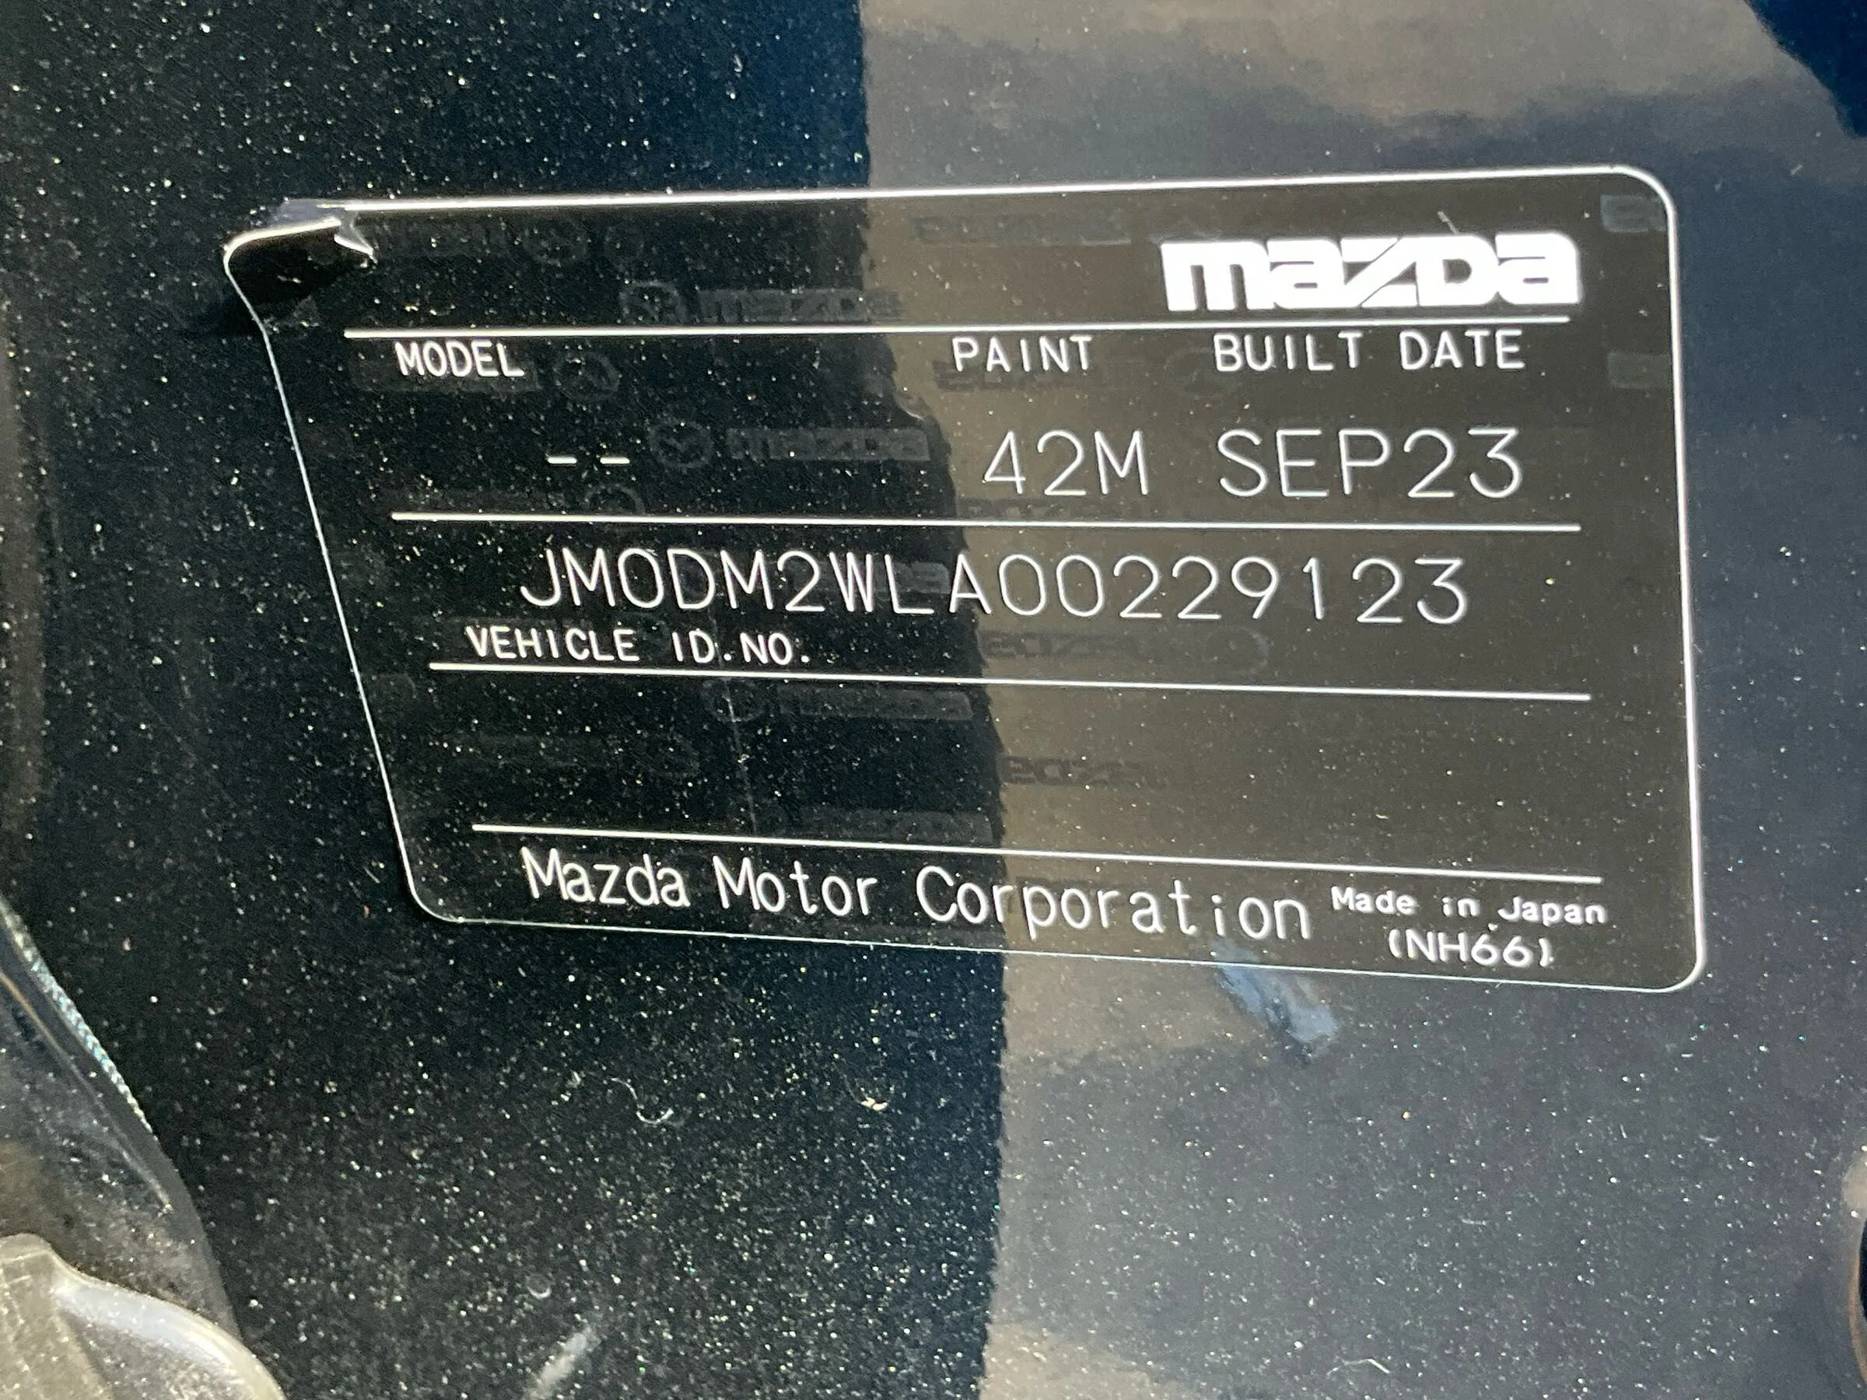 mazda
MODEL PAINT BUILT DATE
-- 42M SEP23
JM0DM2WLA00229123
VEHICLE ID.NO.
Mazda Motor Corporation Made in Japan
(NH66)